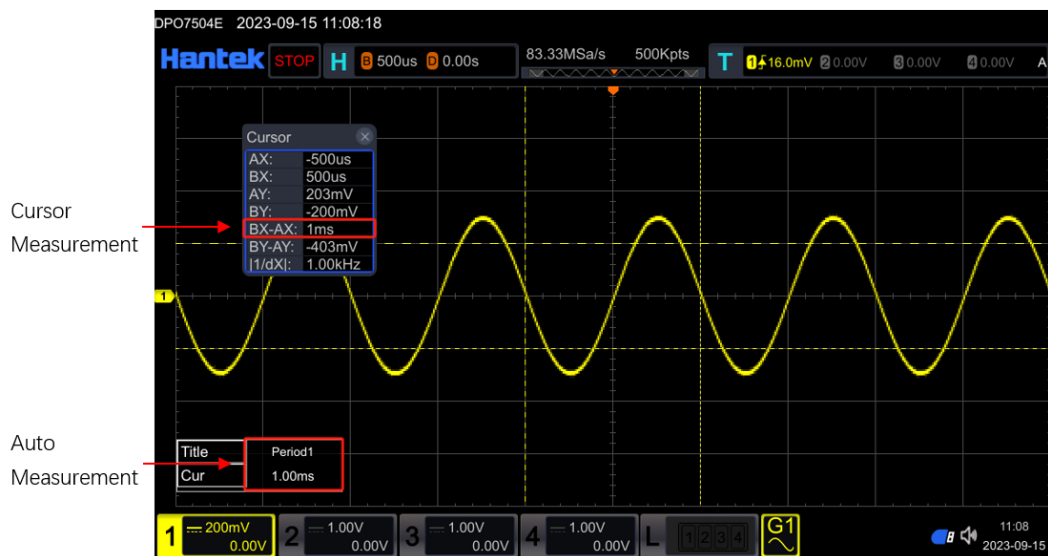 DPO7504E 2023-09-15 11:08:18
Hantek STOP H B 500us D 0.00s 83.33MSa/s 500Kpts T 1 16.0mV 2 0.00V 3 0.00V 4 0.00V A
Cursor
AX: -500us
BX: 500us
AY: 203mV
BY: -200mV
BX-AX: 1ms
BY-AY: -403mV
|1/dX|: 1.00kHz
Cursor
Measurement
1
Auto
Measurement
Title Period1
Cur 1.00ms
1 200mV 0.00V 2 1.00V 0.00V 3 1.00V 0.00V 4 1.00V 0.00V L 1 2 3 4 G1
11:08
2023-09-15